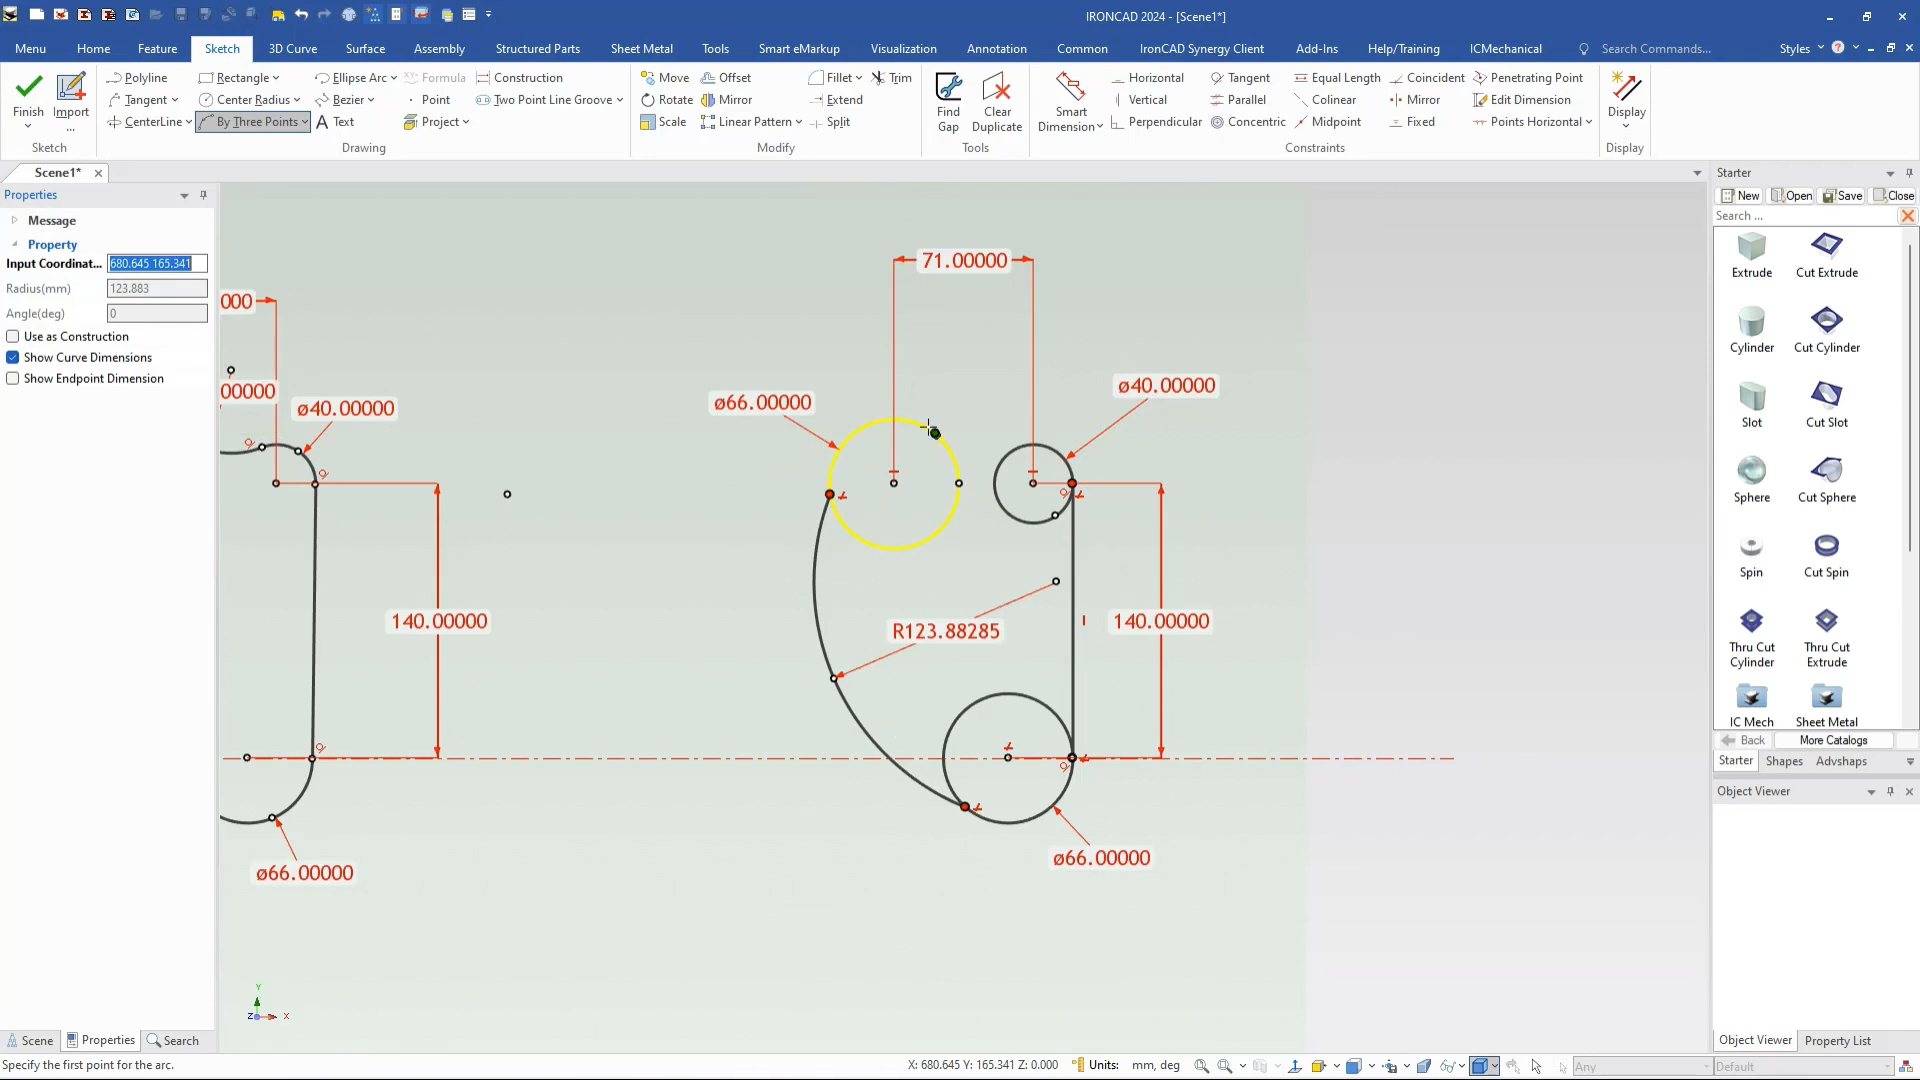 IRONCAD 2024 - [Scene1*]
Menu Home Feature Sketch 3D Curve Surface Assembly Structured Parts Sheet Metal Tools Smart eMarkup Visualization Annotation Common IronCAD Synergy Client Add-Ins Help/Training ICMechanical Search Commands... Styles
Polyline Rectangle Ellipse Arc Formula Construction Move Offset Fillet Trim Horizontal Tangent Equal Length Coincident Penetrating Point
Tangent Center Radius Bezier Point Two Point Line Groove Rotate Mirror Extend Vertical Parallel Colinear Mirror Edit Dimension
Finish Import ... Find Gap Clear Duplicate Smart Dimension Display
CenterLine By Three Points Text Project Scale Linear Pattern Split Perpendicular Concentric Midpoint Fixed Points Horizontal
Sketch Drawing Modify Tools Constraints Display
Scene1*
Properties
Message
Property
Input Coordinat... 680.645 165.341
Radius(mm) 123.883
Angle(deg) 0
Use as Construction
Show Curve Dimensions
Show Endpoint Dimension
71.00000
000
ø40.00000
00000
ø66.00000
ø40.00000
140.00000
R123.88285
140.00000
ø66.00000
ø66.00000
Y
Z X
Starter
New Open Save Close
Search ...
Extrude Cut Extrude
Cylinder Cut Cylinder
Slot Cut Slot
Sphere Cut Sphere
Spin Cut Spin
Thru Cut Cylinder Thru Cut Extrude
IC Mech Sheet Metal
Back More Catalogs
Starter Shapes Advshaps
Object Viewer
Object Viewer Property List
Scene Properties Search
Specify the first point for the arc. X: 680.645 Y: 165.341 Z: 0.000 Units: mm, deg Any Default